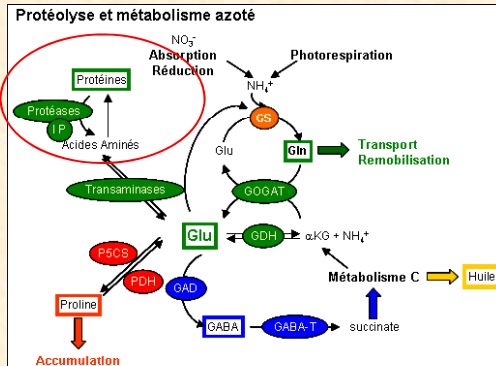 Protéolyse et métabolisme azoté
NO₃⁻
Absorption
Réduction
Photorespiration
NH₄⁺
Protéines
Protéases
IP
Acides Aminés
GS
Glu
Gln
Transport
Remobilisation
Transaminases
GOGAT
Glu
GDH
αKG + NH₄⁺
P5CS
PDH
GAD
Métabolisme C
Huile
Proline
GABA
GABA-T
succinate
Accumulation